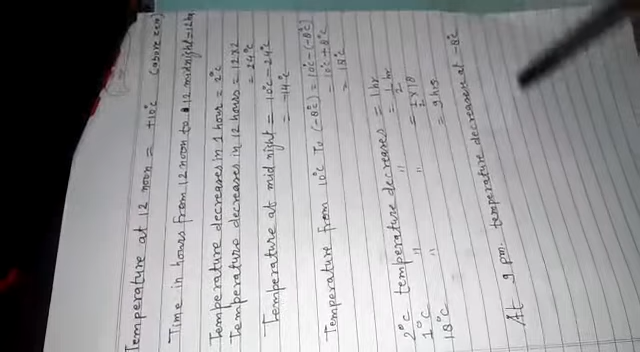 Temperature at 12 noon = +10°C (above zero)
Time in hours from 12 noon to 12 midnight = 12 hr
Temperature decreases in 1 hour = 2°C
Temperature decreases in 12 hours = 12 x 2
= 24°C
Temperature at mid night = 10°C - 24°C
= -14°C
Temperature from 10°C To (-8°C) = 10°C - (-8°C)
= 10°C + 8°C
= 18°C
2°C temperature decreases = 1 hr
1°C " " = 1/2 hr
18°C " " = 1/2 x 18
= 9 hrs
At 9 pm. temperature decreases at -8°C